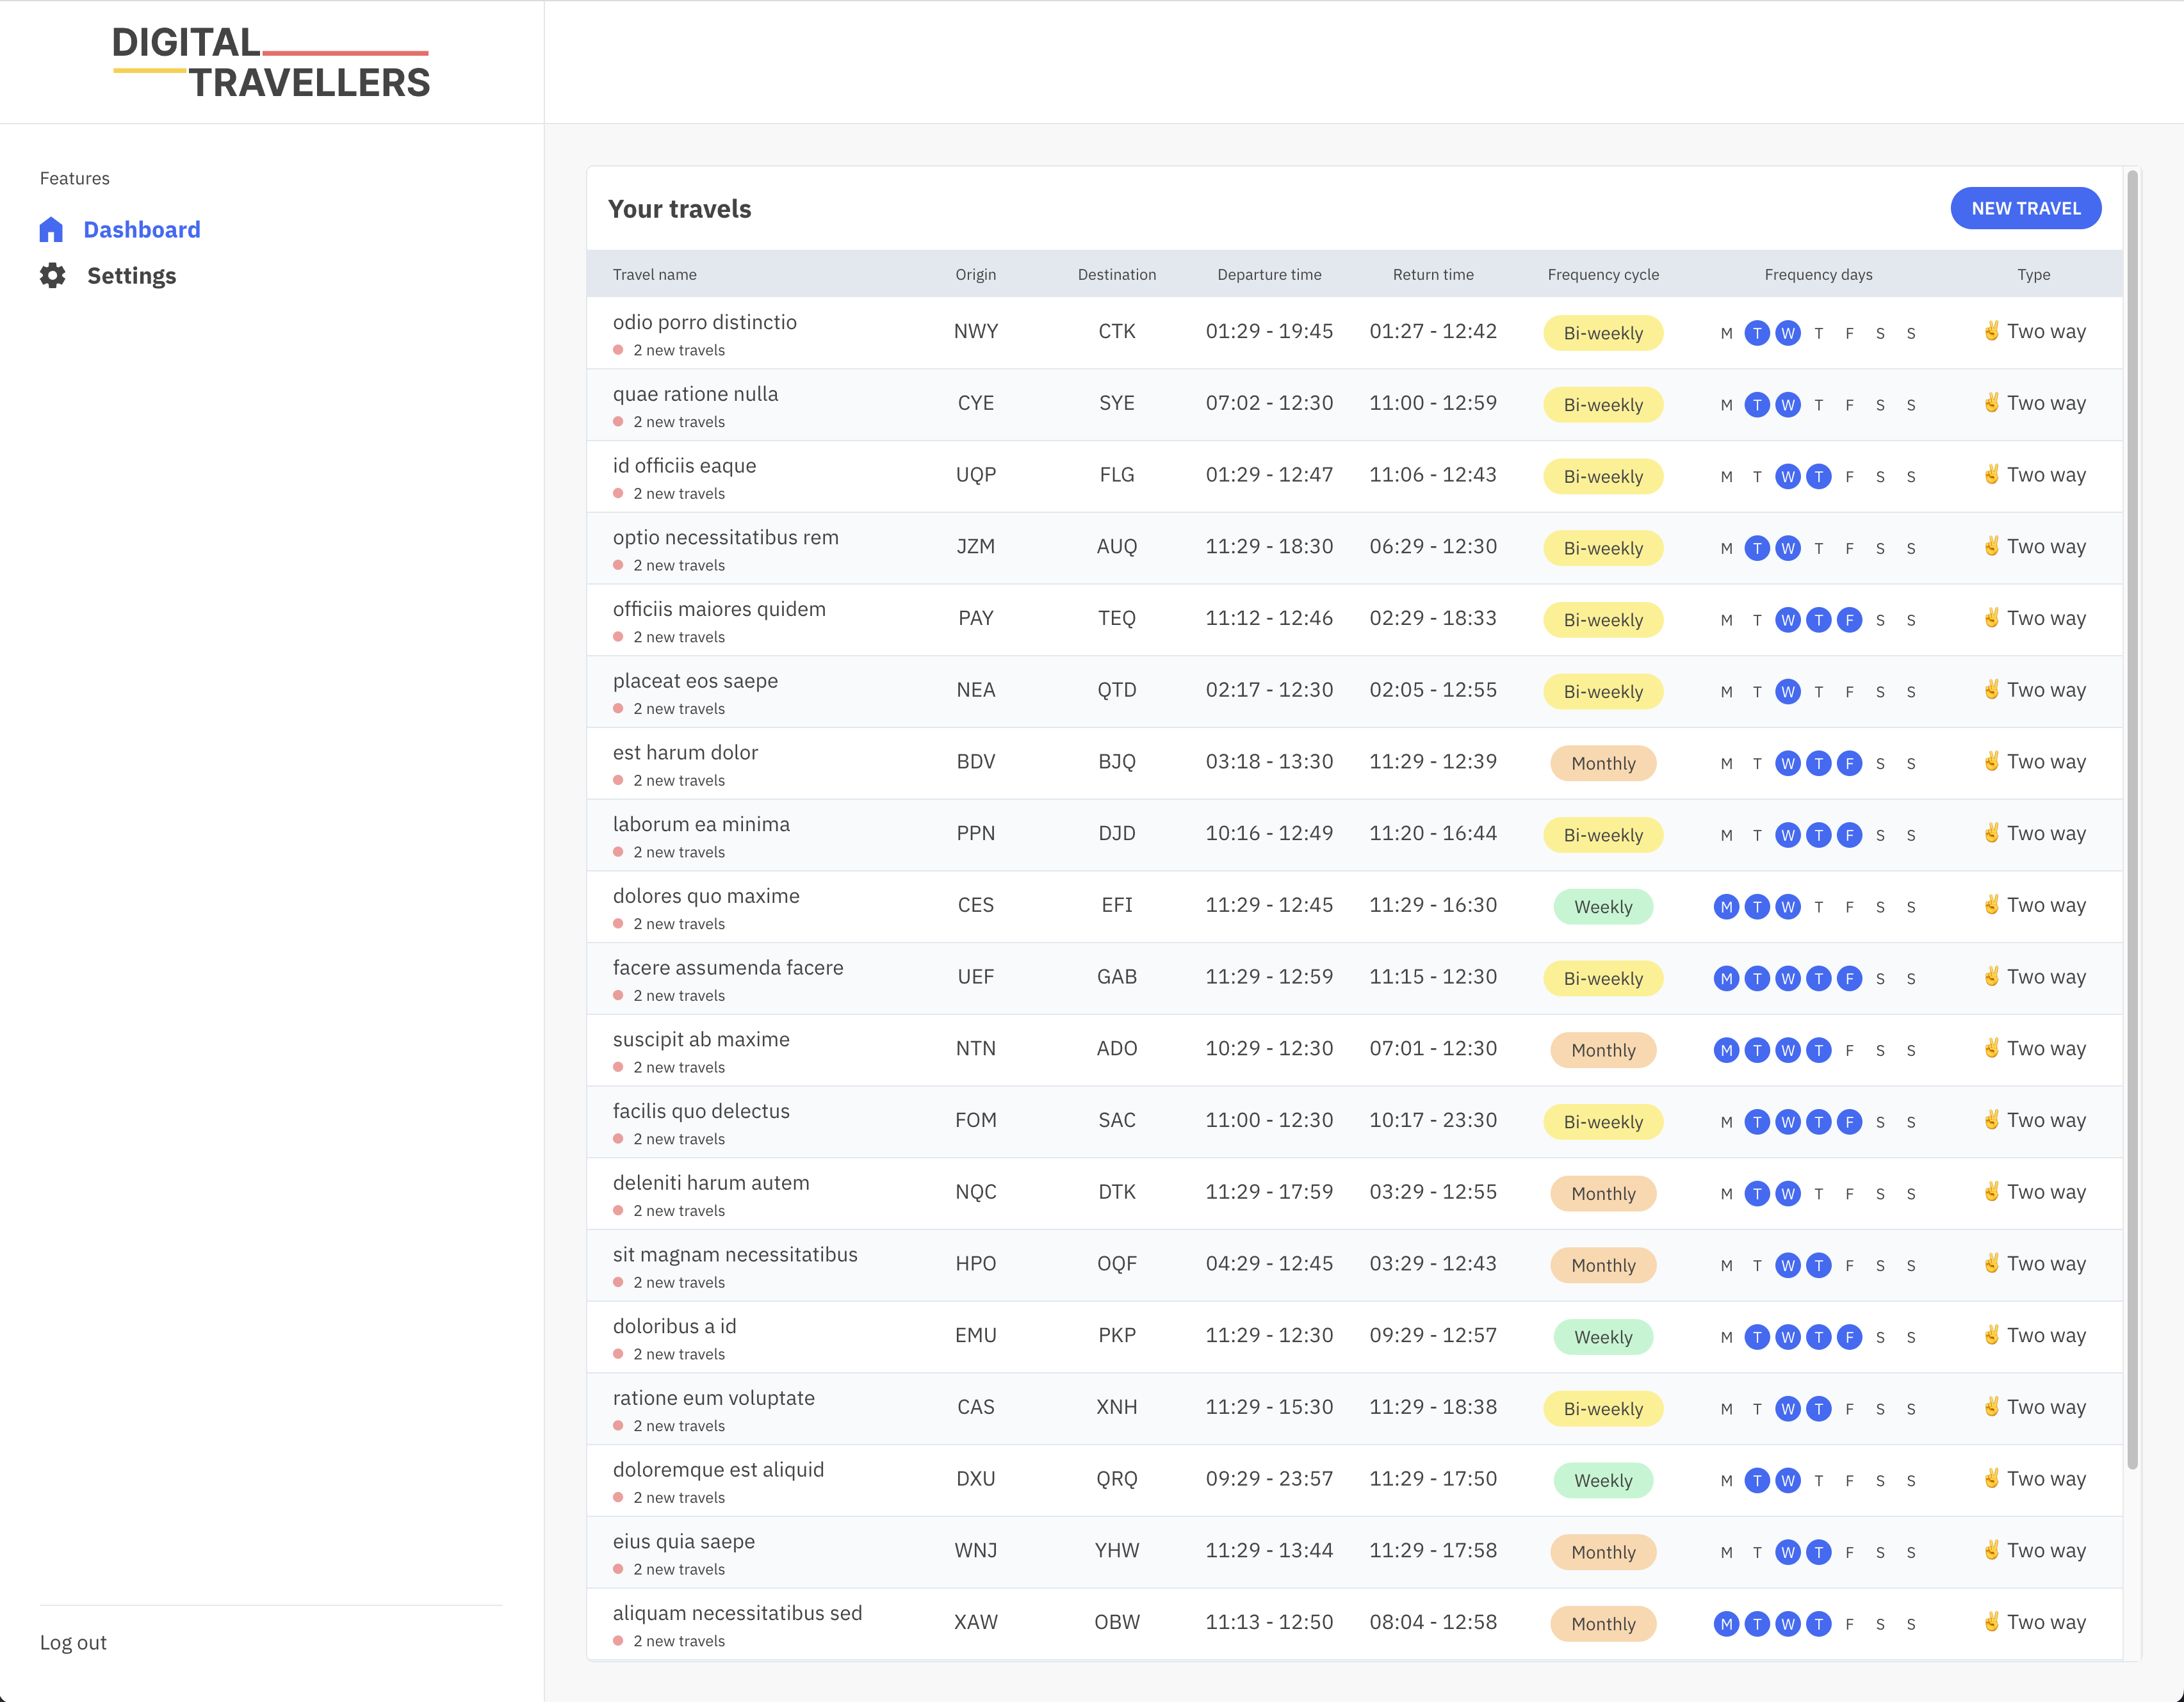 DIGITAL
TRAVELLERS
Features
Dashboard
Settings
Log out
Your travels
NEW TRAVEL
Travel name Origin Destination Departure time Return time Frequency cycle Frequency days Type
odio porro distinctio NWY CTK 01:29 - 19:45 01:27 - 12:42 Bi-weekly M T W T F S S ✌️ Two way
2 new travels
quae ratione nulla CYE SYE 07:02 - 12:30 11:00 - 12:59 Bi-weekly M T W T F S S ✌️ Two way
2 new travels
id officiis eaque UQP FLG 01:29 - 12:47 11:06 - 12:43 Bi-weekly M T W T F S S ✌️ Two way
2 new travels
optio necessitatibus rem JZM AUQ 11:29 - 18:30 06:29 - 12:30 Bi-weekly M T W T F S S ✌️ Two way
2 new travels
officiis maiores quidem PAY TEQ 11:12 - 12:46 02:29 - 18:33 Bi-weekly M T W T F S S ✌️ Two way
2 new travels
placeat eos saepe NEA QTD 02:17 - 12:30 02:05 - 12:55 Bi-weekly M T W T F S S ✌️ Two way
2 new travels
est harum dolor BDV BJQ 03:18 - 13:30 11:29 - 12:39 Monthly M T W T F S S ✌️ Two way
2 new travels
laborum ea minima PPN DJD 10:16 - 12:49 11:20 - 16:44 Bi-weekly M T W T F S S ✌️ Two way
2 new travels
dolores quo maxime CES EFI 11:29 - 12:45 11:29 - 16:30 Weekly M T W T F S S ✌️ Two way
2 new travels
facere assumenda facere UEF GAB 11:29 - 12:59 11:15 - 12:30 Bi-weekly M T W T F S S ✌️ Two way
2 new travels
suscipit ab maxime NTN ADO 10:29 - 12:30 07:01 - 12:30 Monthly M T W T F S S ✌️ Two way
2 new travels
facilis quo delectus FOM SAC 11:00 - 12:30 10:17 - 23:30 Bi-weekly M T W T F S S ✌️ Two way
2 new travels
deleniti harum autem NQC DTK 11:29 - 17:59 03:29 - 12:55 Monthly M T W T F S S ✌️ Two way
2 new travels
sit magnam necessitatibus HPO OQF 04:29 - 12:45 03:29 - 12:43 Monthly M T W T F S S ✌️ Two way
2 new travels
doloribus a id EMU PKP 11:29 - 12:30 09:29 - 12:57 Weekly M T W T F S S ✌️ Two way
2 new travels
ratione eum voluptate CAS XNH 11:29 - 15:30 11:29 - 18:38 Bi-weekly M T W T F S S ✌️ Two way
2 new travels
doloremque est aliquid DXU QRQ 09:29 - 23:57 11:29 - 17:50 Weekly M T W T F S S ✌️ Two way
2 new travels
eius quia saepe WNJ YHW 11:29 - 13:44 11:29 - 17:58 Monthly M T W T F S S ✌️ Two way
2 new travels
aliquam necessitatibus sed XAW OBW 11:13 - 12:50 08:04 - 12:58 Monthly M T W T F S S ✌️ Two way
2 new travels